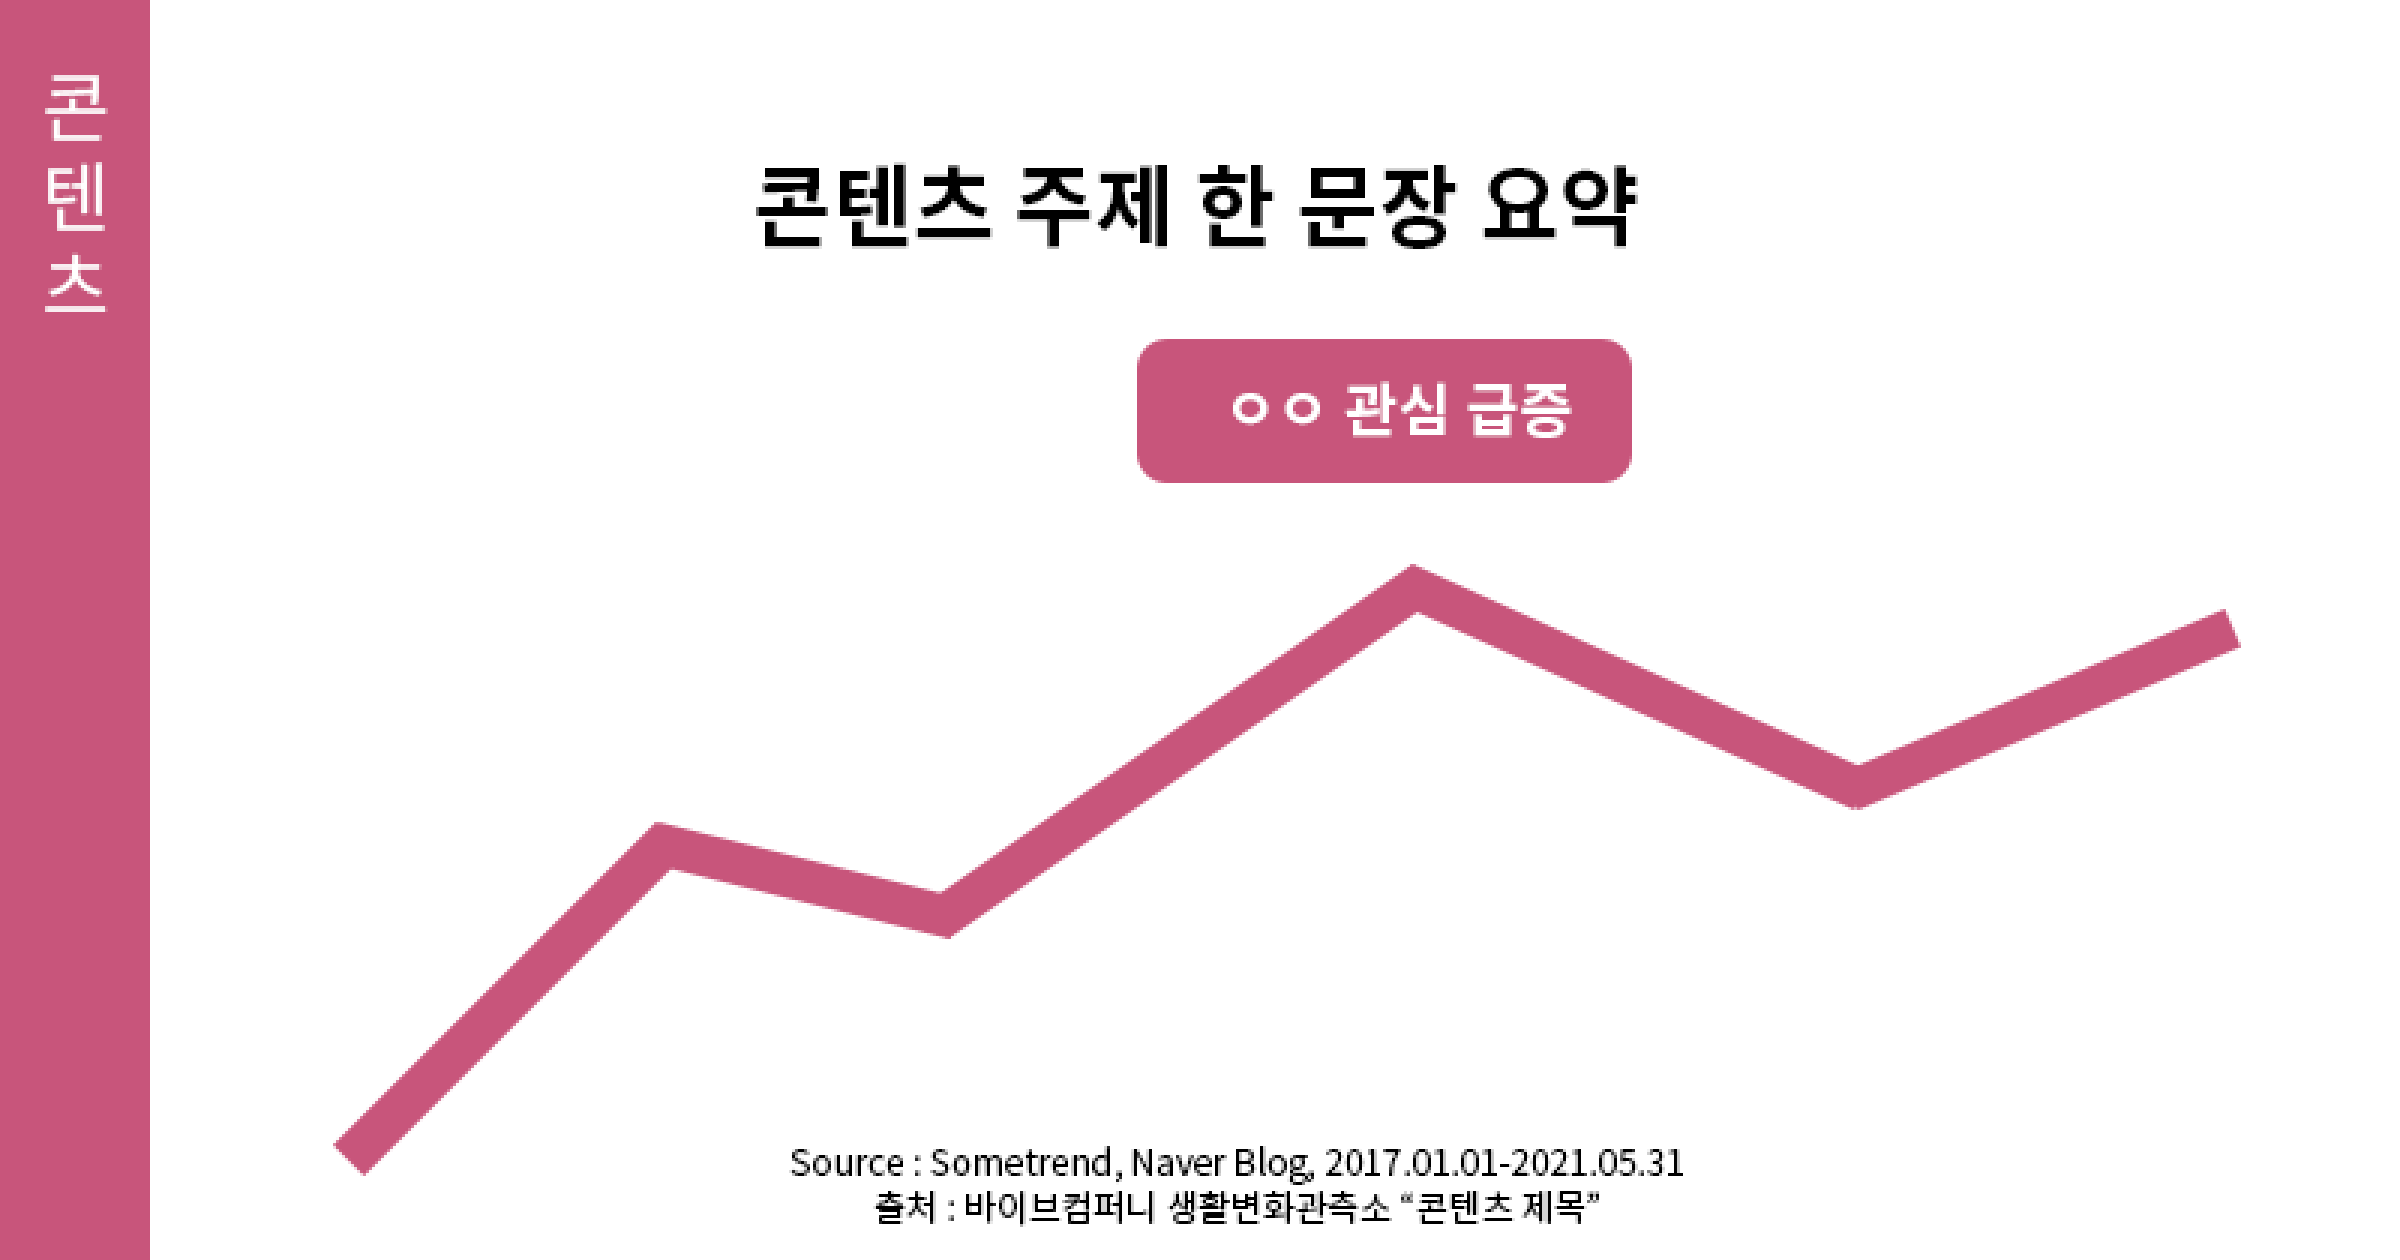 콘텐츠
콘텐츠 주제 한 문장 요약
ㅇㅇ 관심 급증
Source : Sometrend, Naver Blog, 2017.01.01-2021.05.31
출처 : 바이브컴퍼니 생활변화관측소 “콘텐츠 제목”